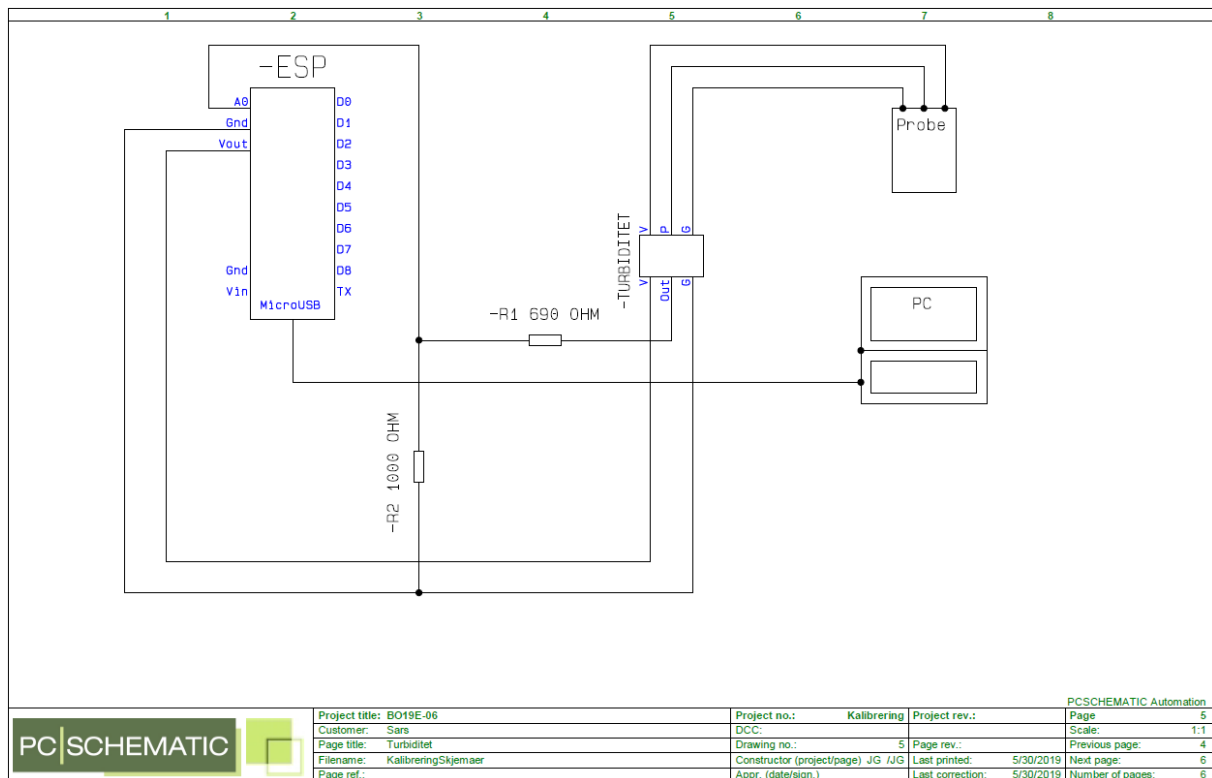 1 2 3 4 5 6 7 8
-ESP
A0 D0
Gnd D1
Vout D2
D3
D4
D5
D6
D7
Gnd D8
Vin TX
MicroUSB
Probe
-TURBIDITET
V P G
V Out G
PC
-R1 690 OHM
-R2 1000 OHM
PCSCHEMATIC Automation
PC|SCHEMATIC
Project title: BO19E-06 Project no.: Kalibrering Project rev.: Page 5
Customer: Sars DCC: Scale: 1:1
Page title: Turbiditet Drawing no.: 5 Page rev.: Previous page: 4
Filename: KalibreringSkjemaer Constructor (project/page) JG /JG Last printed: 5/30/2019 Next page: 6
Page ref.: Appr. (date/sign.) Last correction: 5/30/2019 Number of pages: 6